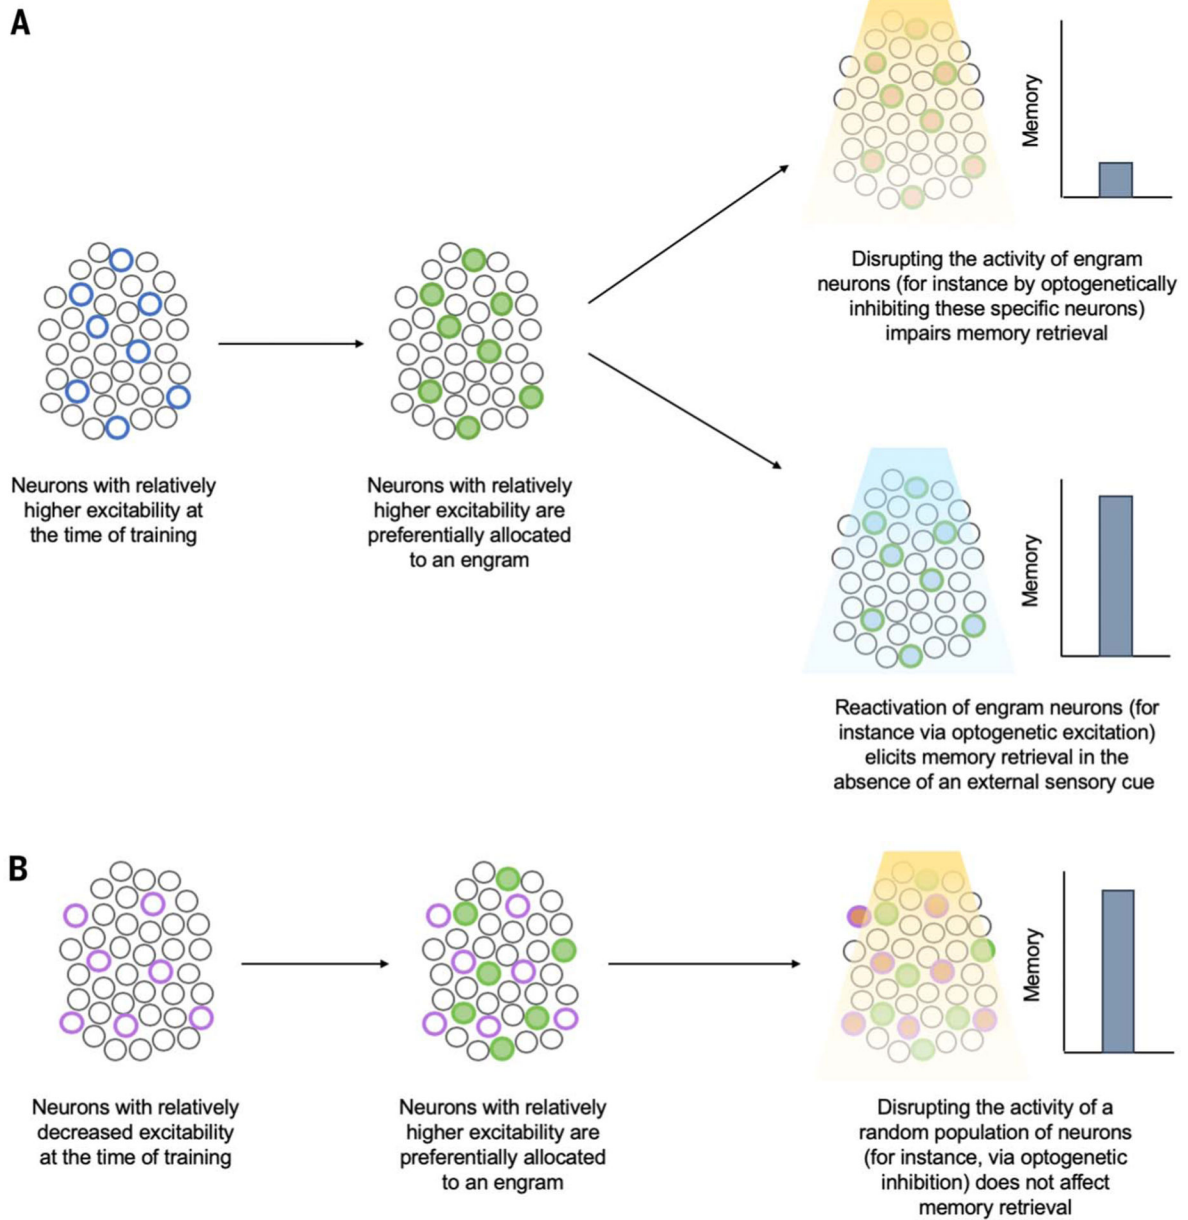 A
Memory
Disrupting the activity of engram
neurons (for instance by optogenetically
inhibiting these specific neurons)
impairs memory retrieval
Neurons with relatively
higher excitability at
the time of training
Neurons with relatively
higher excitability are
preferentially allocated
to an engram
Memory
Reactivation of engram neurons (for
instance via optogenetic excitation)
elicits memory retrieval in the
absence of an external sensory cue
B
Memory
Neurons with relatively
decreased excitability
at the time of training
Neurons with relatively
higher excitability are
preferentially allocated
to an engram
Disrupting the activity of a
random population of neurons
(for instance, via optogenetic
inhibition) does not affect
memory retrieval